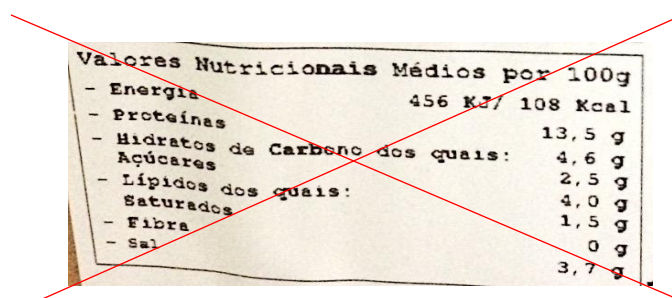 Valores Nutricionais Médios por 100g
- Energia 456 KJ/ 108 Kcal
- Proteínas 13,5 g
- Hidratos de Carbono dos quais: 4,6 g
Açúcares 2,5 g
- Lípidos dos quais: 4,0 g
Saturados 1,5 g
- Fibra 0 g
- Sal 3,7 g